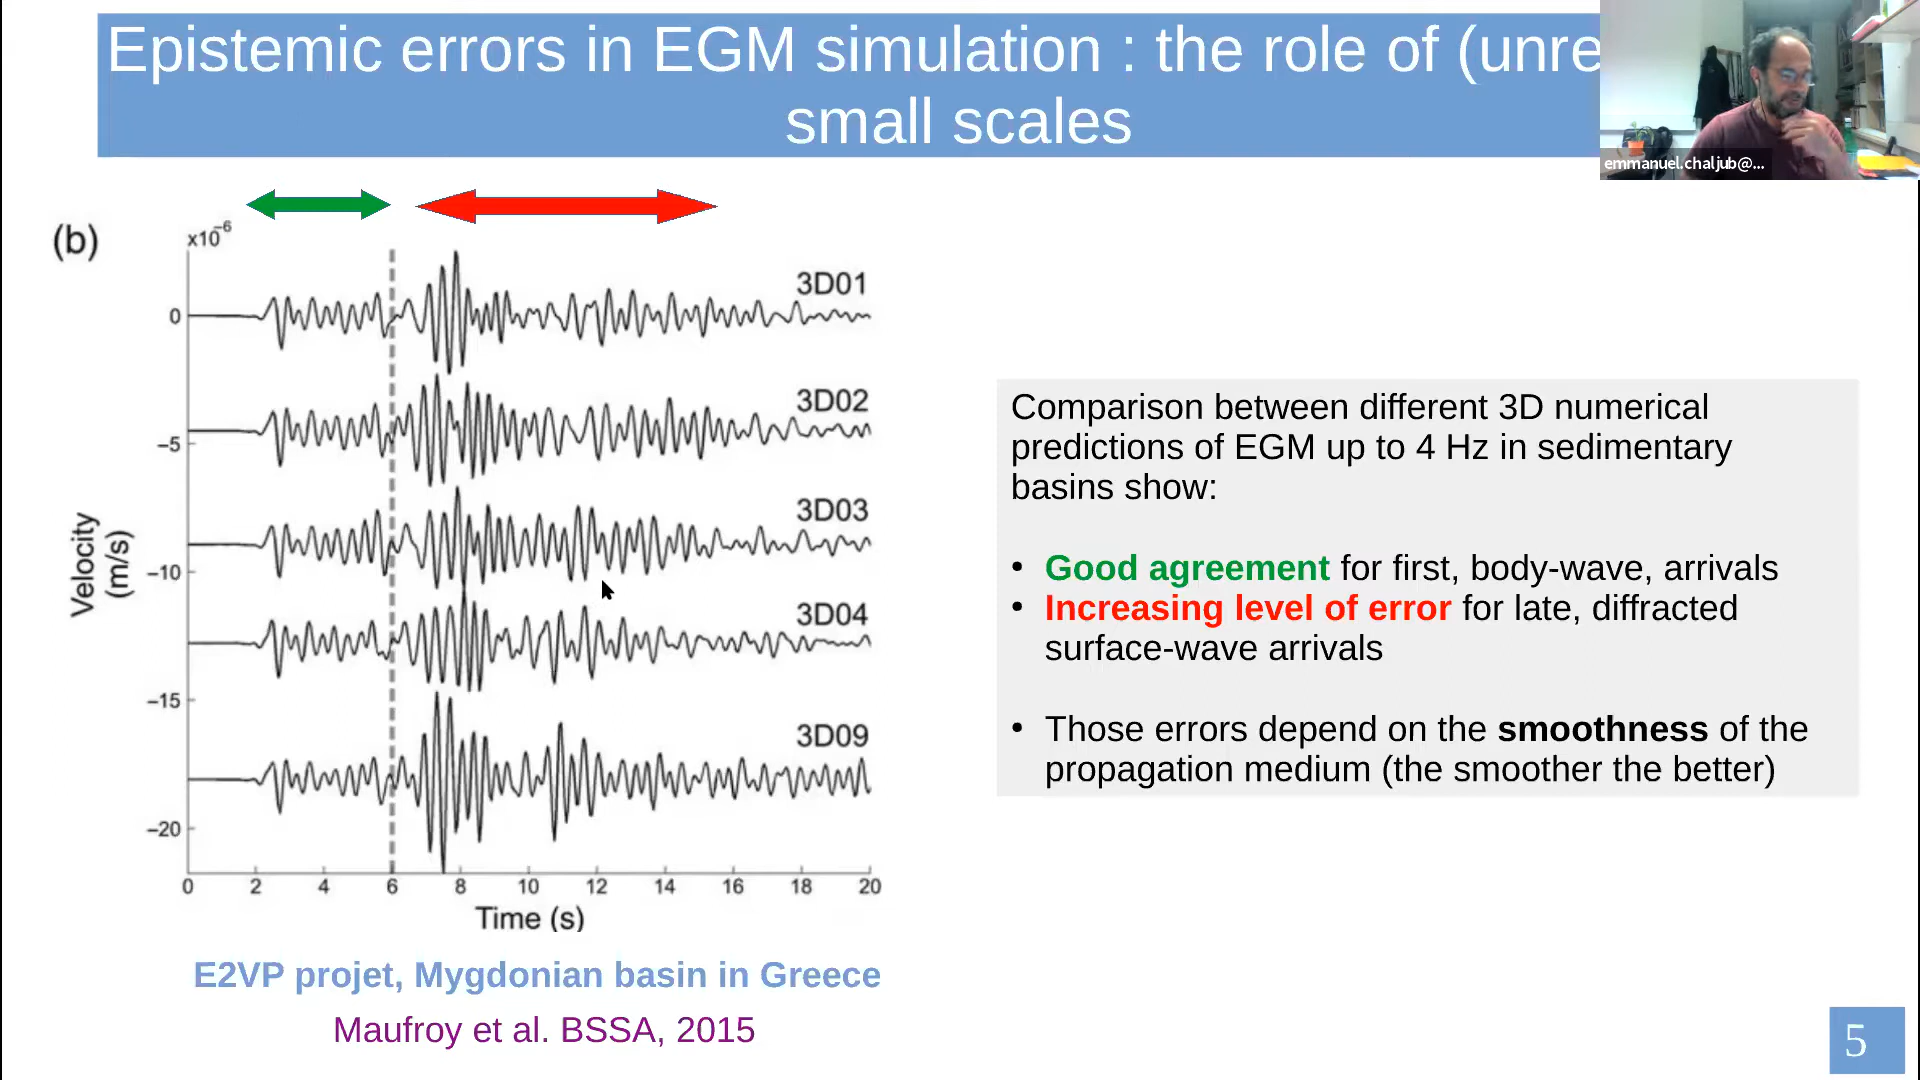 Epistemic errors in EGM simulation : the role of (unre
small scales
emmanuel.chaljub@...
(b)
x10⁻⁶
3D01
0
3D02
−5
3D03
−10
3D04
−15
3D09
−20
Velocity
(m/s)
0 2 4 6 8 10 12 14 16 18 20
Time (s)
E2VP projet, Mygdonian basin in Greece
Maufroy et al. BSSA, 2015
Comparison between different 3D numerical
predictions of EGM up to 4 Hz in sedimentary
basins show:
• Good agreement for first, body-wave, arrivals
• Increasing level of error for late, diffracted
surface-wave arrivals
• Those errors depend on the smoothness of the
propagation medium (the smoother the better)
5